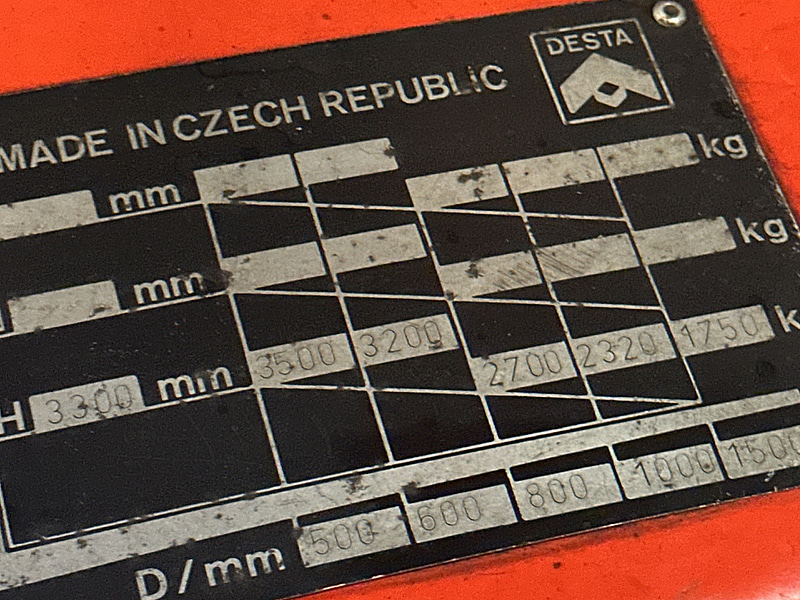 DESTA
MADE IN CZECH REPUBLIC
mm kg
mm kg
H 3300 mm 3500 3200 2700 2320 1750 k
D/mm 500 600 800 1000 1500